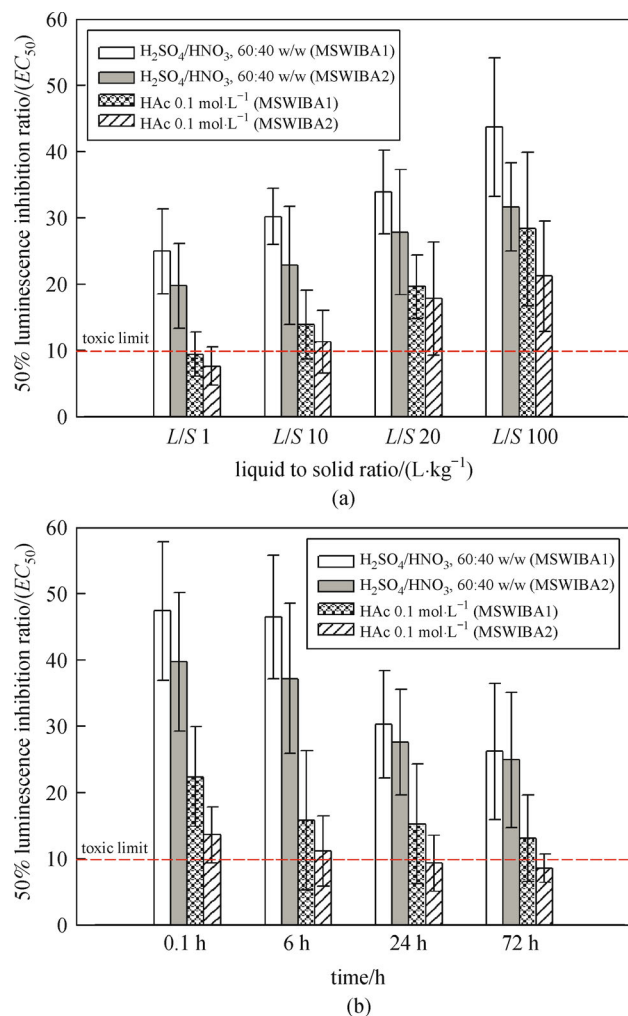 60
50
40
30
20
10
0
50% luminescence inhibition ratio/(EC₅₀)
H₂SO₄/HNO₃, 60:40 w/w (MSWIBA1)
H₂SO₄/HNO₃, 60:40 w/w (MSWIBA2)
HAc 0.1 mol·L⁻¹ (MSWIBA1)
HAc 0.1 mol·L⁻¹ (MSWIBA2)
toxic limit
L/S 1 L/S 10 L/S 20 L/S 100
liquid to solid ratio/(L·kg⁻¹)
(a)
60
50
40
30
20
10
0
50% luminescence inhibition ratio/(EC₅₀)
H₂SO₄/HNO₃, 60:40 w/w (MSWIBA1)
H₂SO₄/HNO₃, 60:40 w/w (MSWIBA2)
HAc 0.1 mol·L⁻¹ (MSWIBA1)
HAc 0.1 mol·L⁻¹ (MSWIBA2)
toxic limit
0.1 h 6 h 24 h 72 h
time/h
(b)